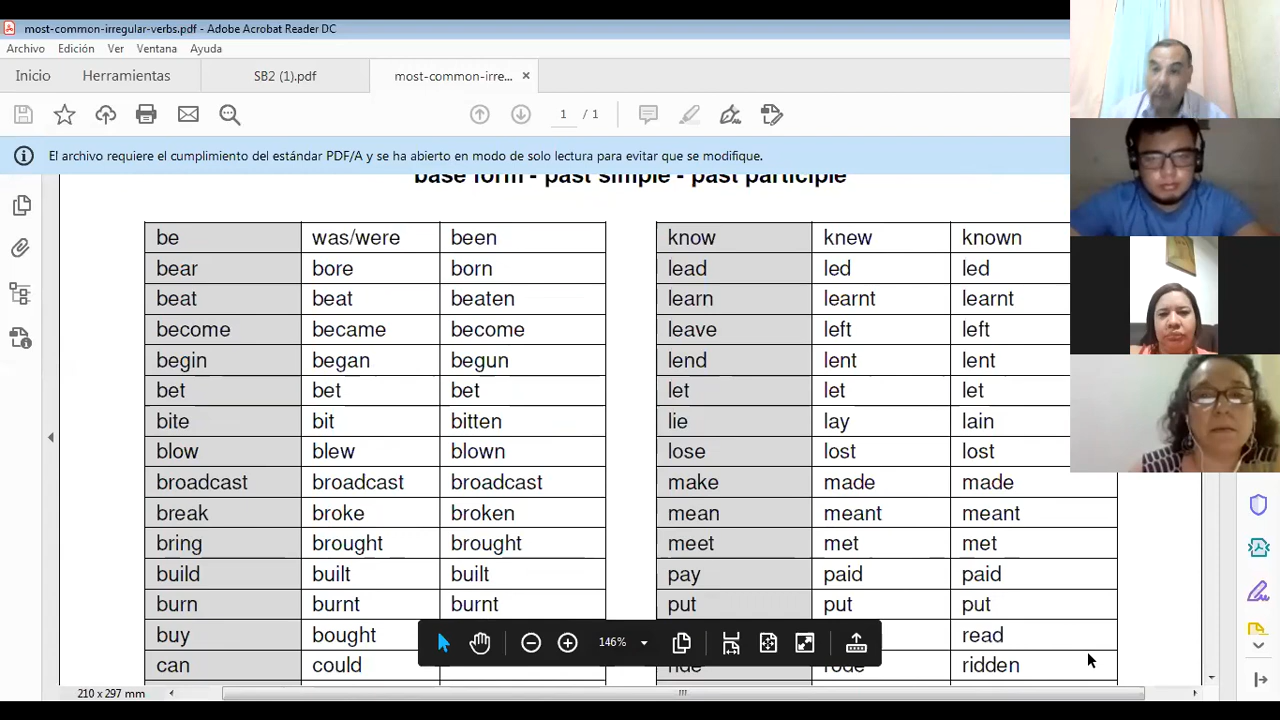 most-common-irregular-verbs.pdf - Adobe Acrobat Reader DC
Archivo Edición Ver Ventana Ayuda
Inicio Herramientas SB2 (1).pdf most-common-irre... ×
1 / 1
El archivo requiere el cumplimiento del estándar PDF/A y se ha abierto en modo de solo lectura para evitar que se modifique.
base form - past simple - past participle
be was/were been know knew known
bear bore born lead led led
beat beat beaten learn learnt learnt
become became become leave left left
begin began begun lend lent lent
bet bet bet let let let
bite bit bitten lie lay lain
blow blew blown lose lost lost
broadcast broadcast broadcast make made made
break broke broken mean meant meant
bring brought brought meet met met
build built built pay paid paid
burn burnt burnt put put put
buy bought read
can could ride rode ridden
146%
210 x 297 mm